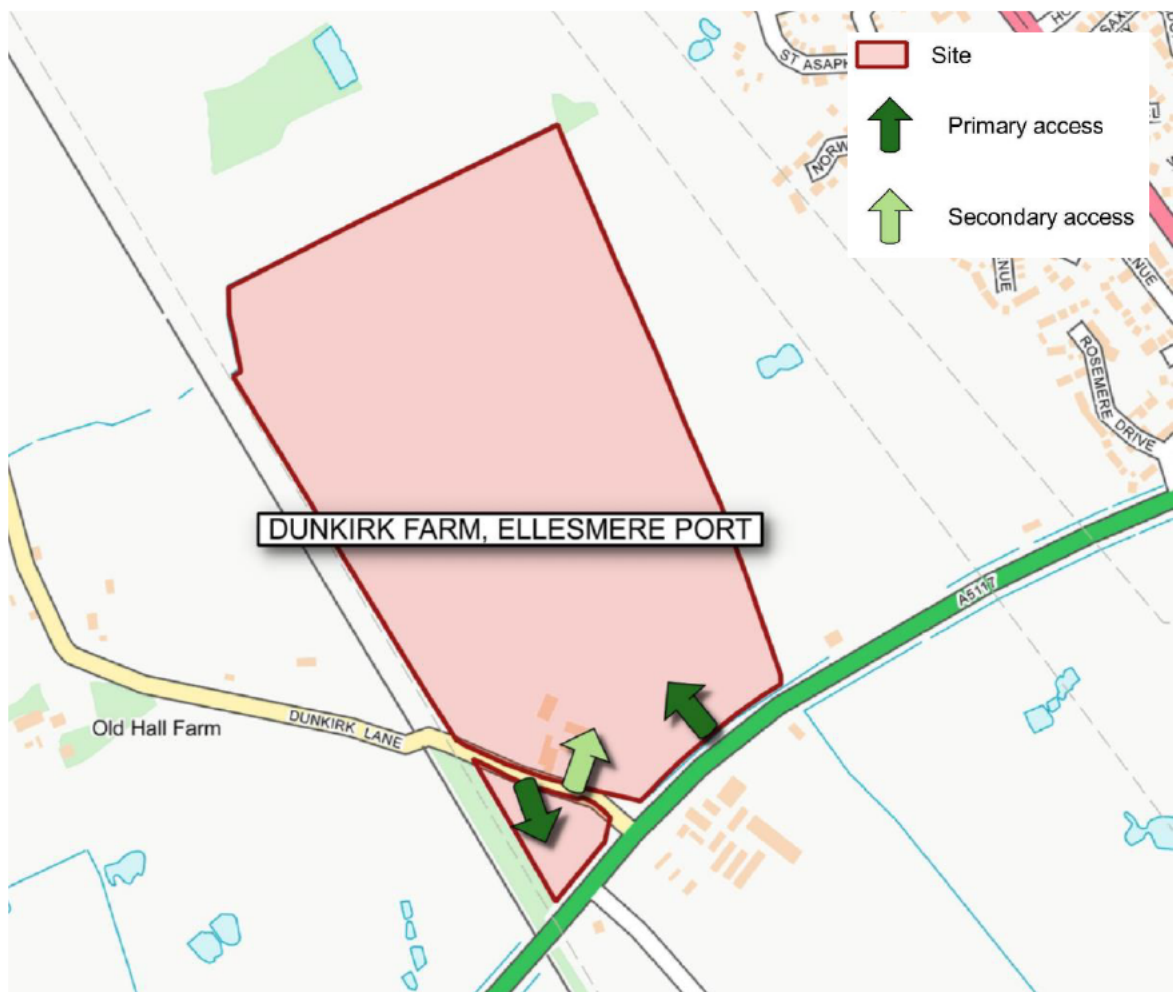 ST ASAPH
Site
Primary access
NORW
Secondary access
ROSEMERE DRIVE
DUNKIRK FARM, ELLESMERE PORT
A5117
DUNKIRK LANE
Old Hall Farm